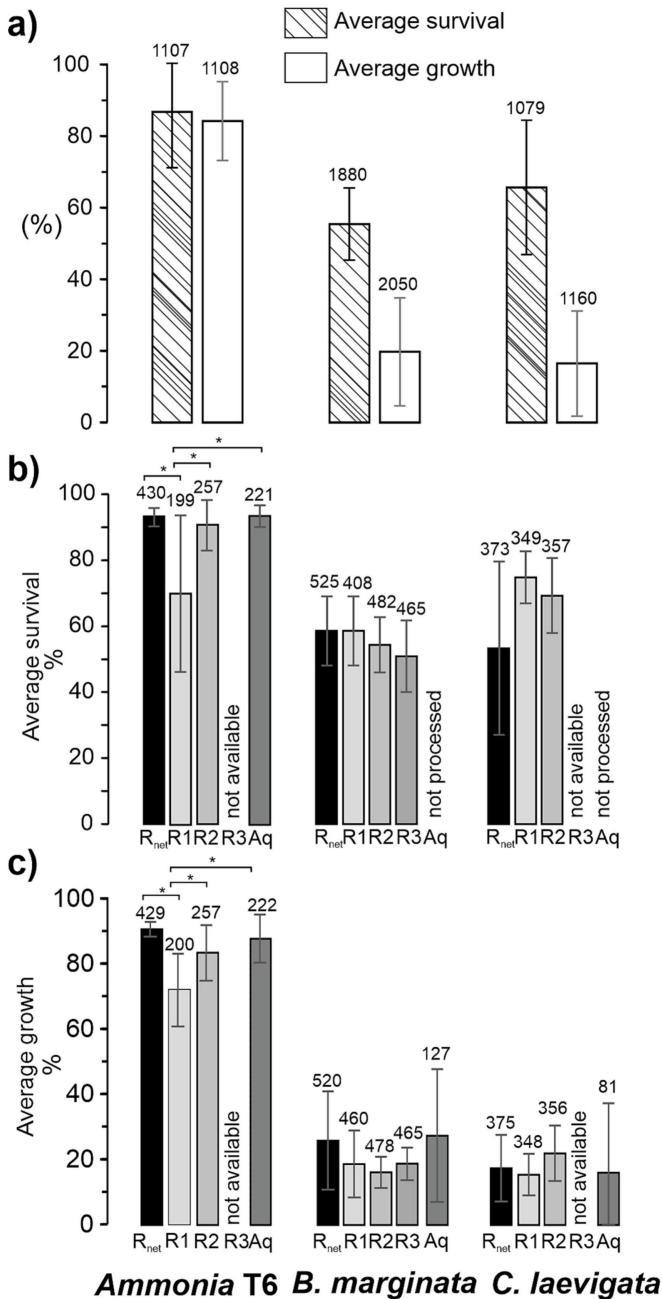 a)
Average survival
Average growth
1107
1108
1880
2050
1079
1160
100
80
60
40
20
0
(%)
b)
*
*
*
430
199
257
221
525
408
482
465
373
349
357
100
80
60
40
20
0
Average survival
%
not available
not processed
not available
not processed
Rnet R1 R2 R3 Aq
Rnet R1 R2 R3 Aq
Rnet R1 R2 R3 Aq
c)
*
*
*
429
200
257
222
520
460
478
465
127
375
348
356
81
100
80
60
40
20
0
Average growth
%
not available
not available
Rnet R1 R2 R3 Aq
Rnet R1 R2 R3 Aq
Rnet R1 R2 R3 Aq
Ammonia T6 B. marginata C. laevigata